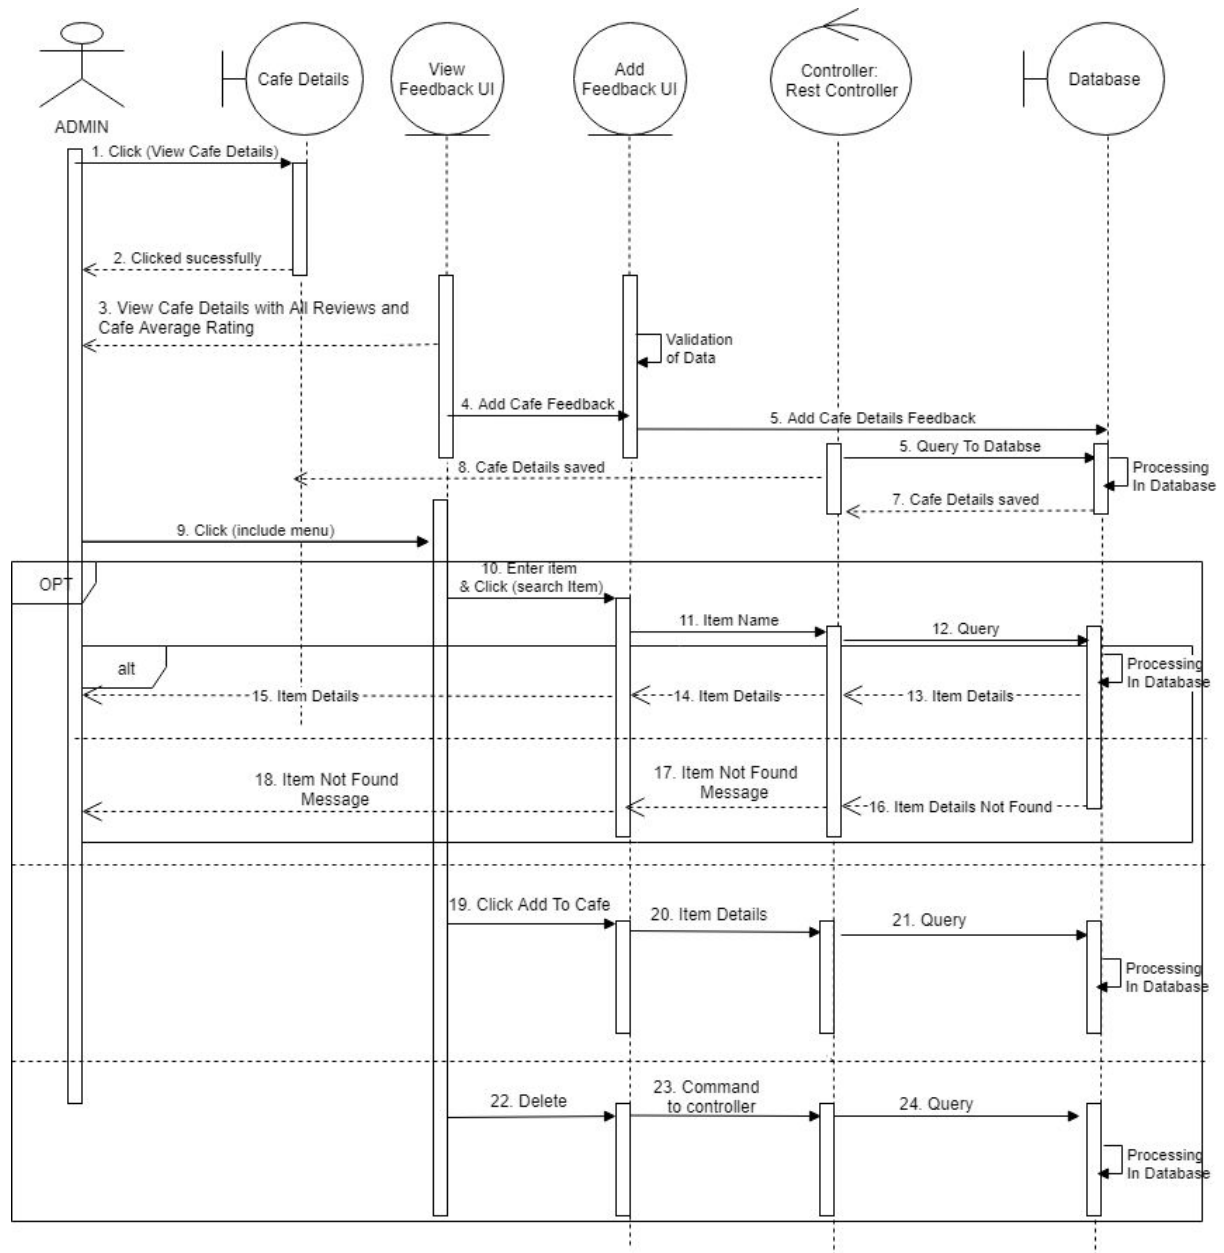 Cafe Details
View
Feedback UI
Add
Feedback UI
Controller:
Rest Controller
Database
ADMIN
1. Click (View Cafe Details)
2. Clicked sucessfully
3. View Cafe Details with All Reviews and
Cafe Average Rating
Validation
of Data
4. Add Cafe Feedback
5. Add Cafe Details Feedback
5. Query To Databse
8. Cafe Details saved
Processing
In Database
7. Cafe Details saved
9. Click (include menu)
OPT
10. Enter item
& Click (search Item)
11. Item Name
12. Query
alt
Processing
In Database
15. Item Details
14. Item Details
13. Item Details
18. Item Not Found
Message
17. Item Not Found
Message
16. Item Details Not Found
19. Click Add To Cafe
20. Item Details
21. Query
Processing
In Database
22. Delete
23. Command
to controller
24. Query
Processing
In Database